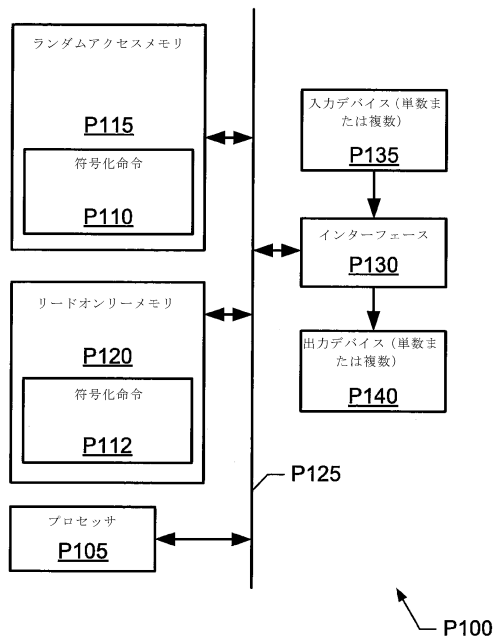 ランダムアクセスメモリ
P115
符号化命令
P110
リードオンリーメモリ
P120
符号化命令
P112
プロセッサ
P105
入力デバイス(単数ま
たは複数)
P135
インターフェース
P130
出力デバイス(単数ま
たは複数)
P140
P125
P100